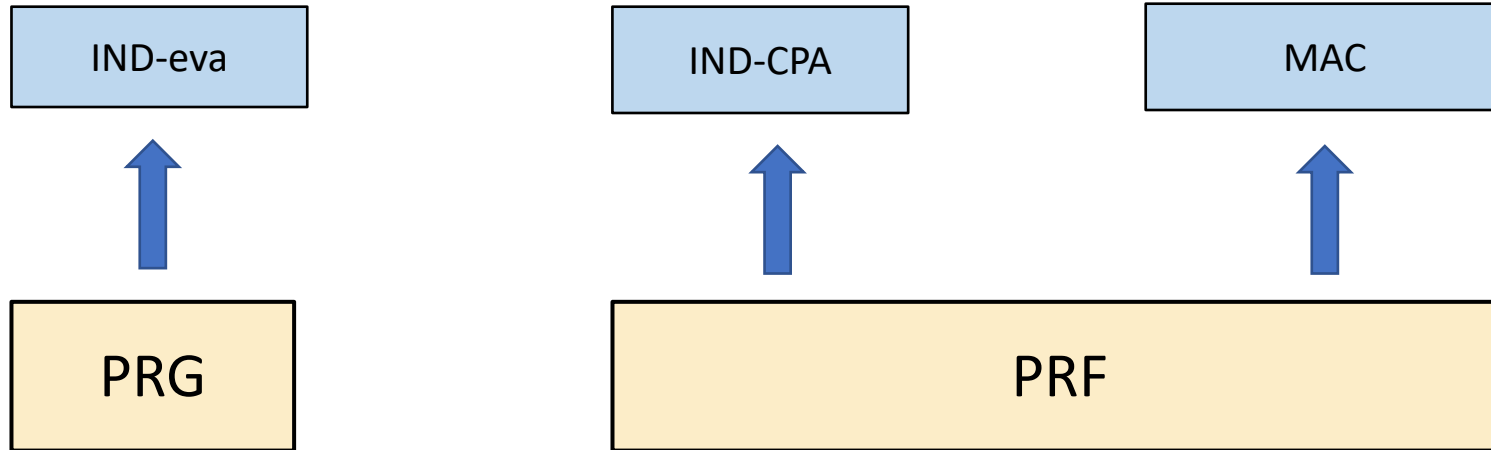 IND-eva
IND-CPA
MAC
PRG
PRF